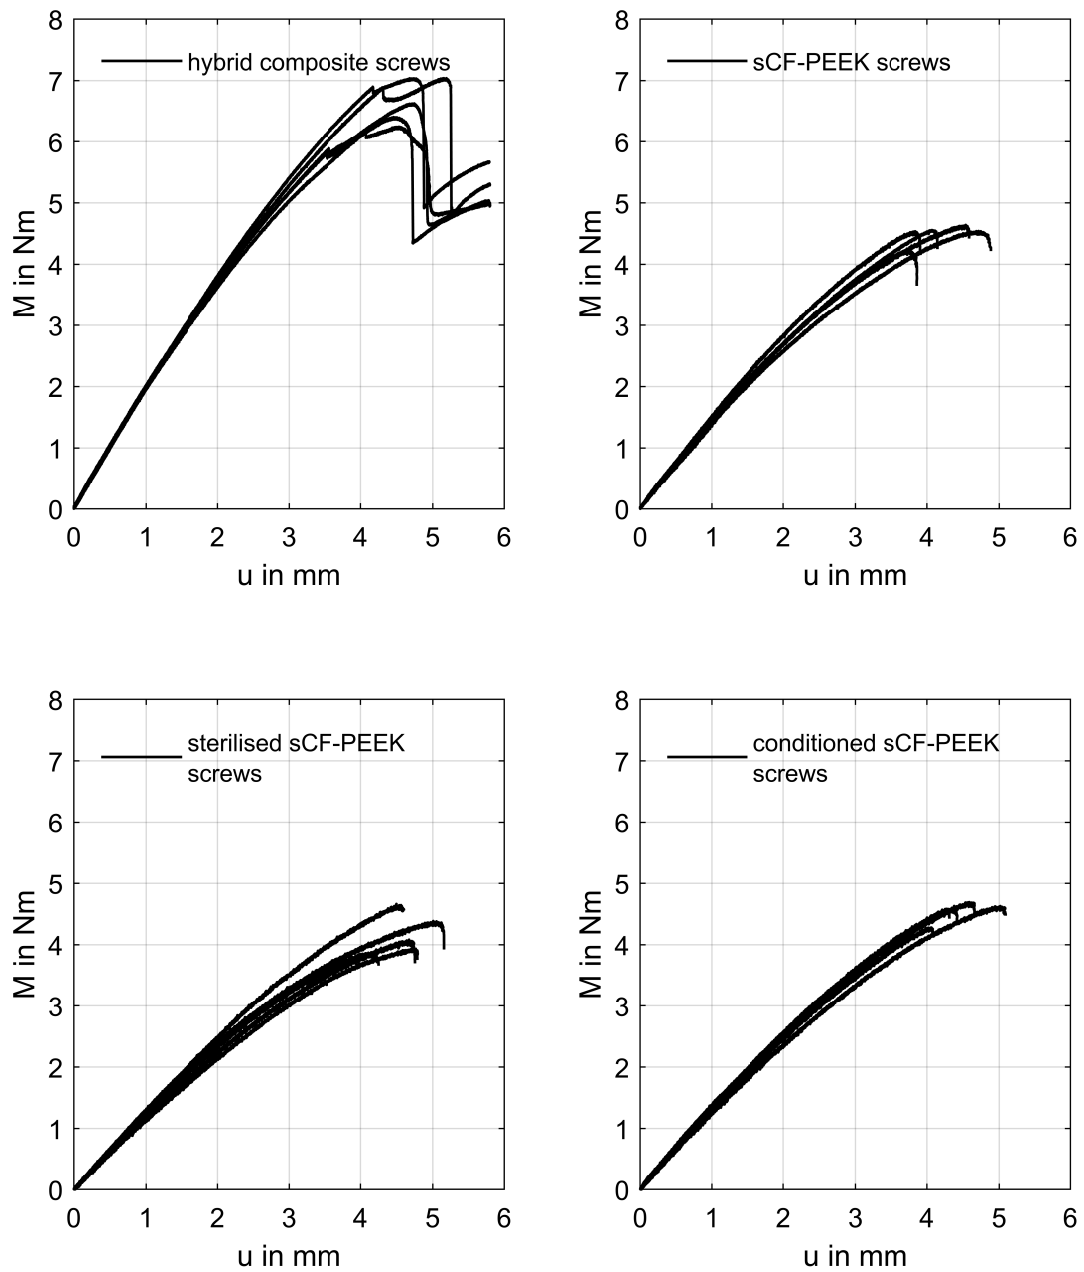 8
7
6
5
4
3
2
1
0
M in Nm
hybrid composite screws
0 1 2 3 4 5 6
u in mm
8
7
6
5
4
3
2
1
0
M in Nm
sCF-PEEK screws
0 1 2 3 4 5 6
u in mm
8
7
6
5
4
3
2
1
0
M in Nm
sterilised sCF-PEEK
screws
0 1 2 3 4 5 6
u in mm
8
7
6
5
4
3
2
1
0
M in Nm
conditioned sCF-PEEK
screws
0 1 2 3 4 5 6
u in mm